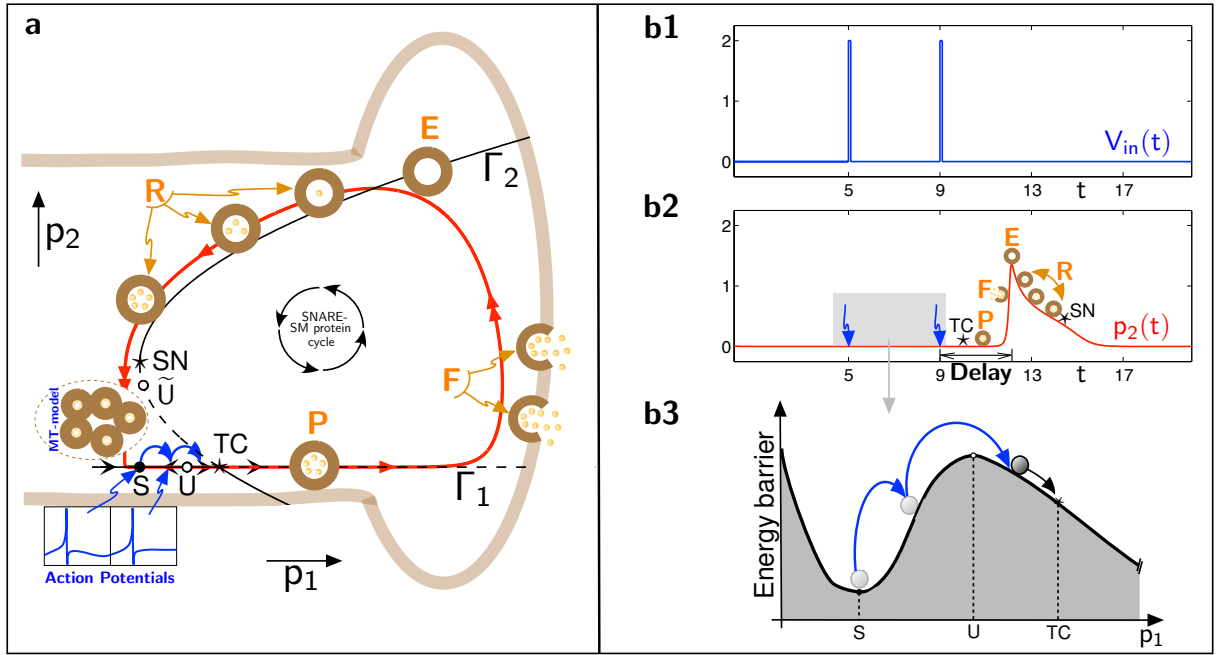 a
E
Γ2
R
p2
SNARE-
SM protein
cycle
SN
Ũ
F
MT-model
P
TC
S
U
Γ1
Action Potentials
p1
b1
2
1
0
Vin(t)
5
9
13
t
17
b2
2
1
0
E
R
F
SN
TC
P
p2(t)
5
9
Delay
13
t
17
b3
Energy barrier
S
U
TC
p1